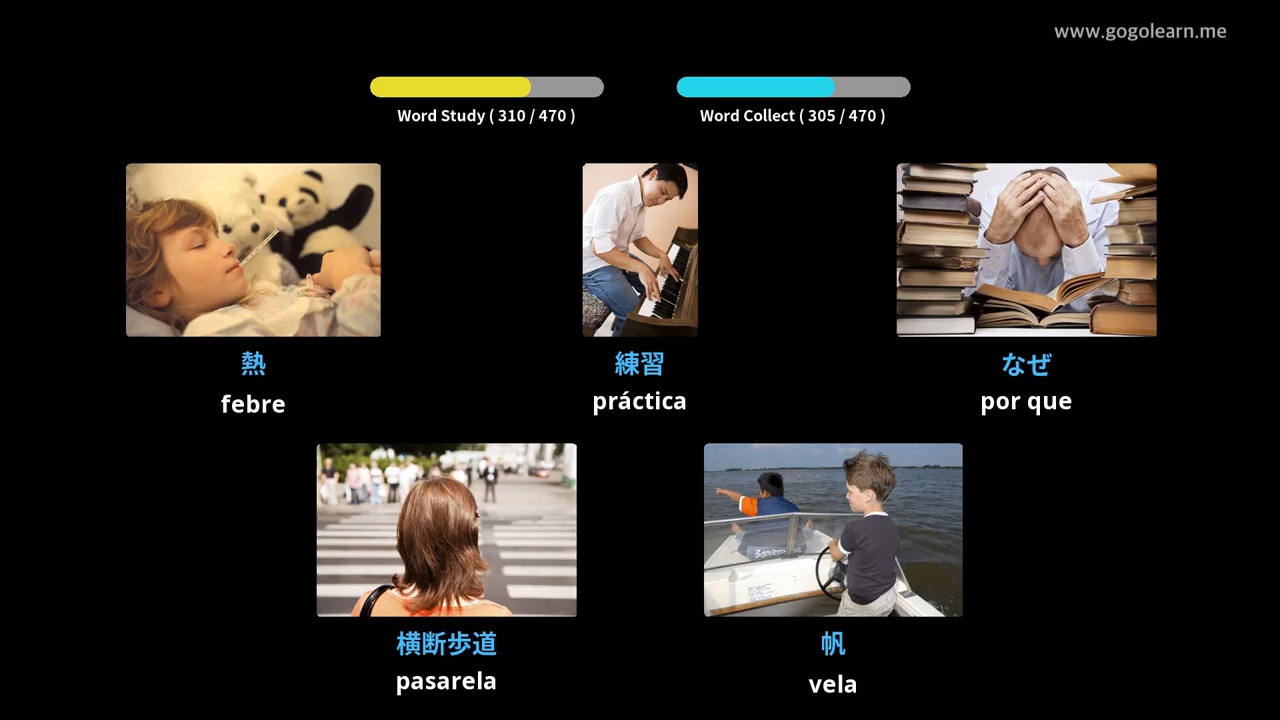 www.gogolearn.me
Word Study ( 310 / 470 )
Word Collect ( 305 / 470 )
熱
febre
練習
práctica
なぜ
por que
横断歩道
pasarela
帆
vela